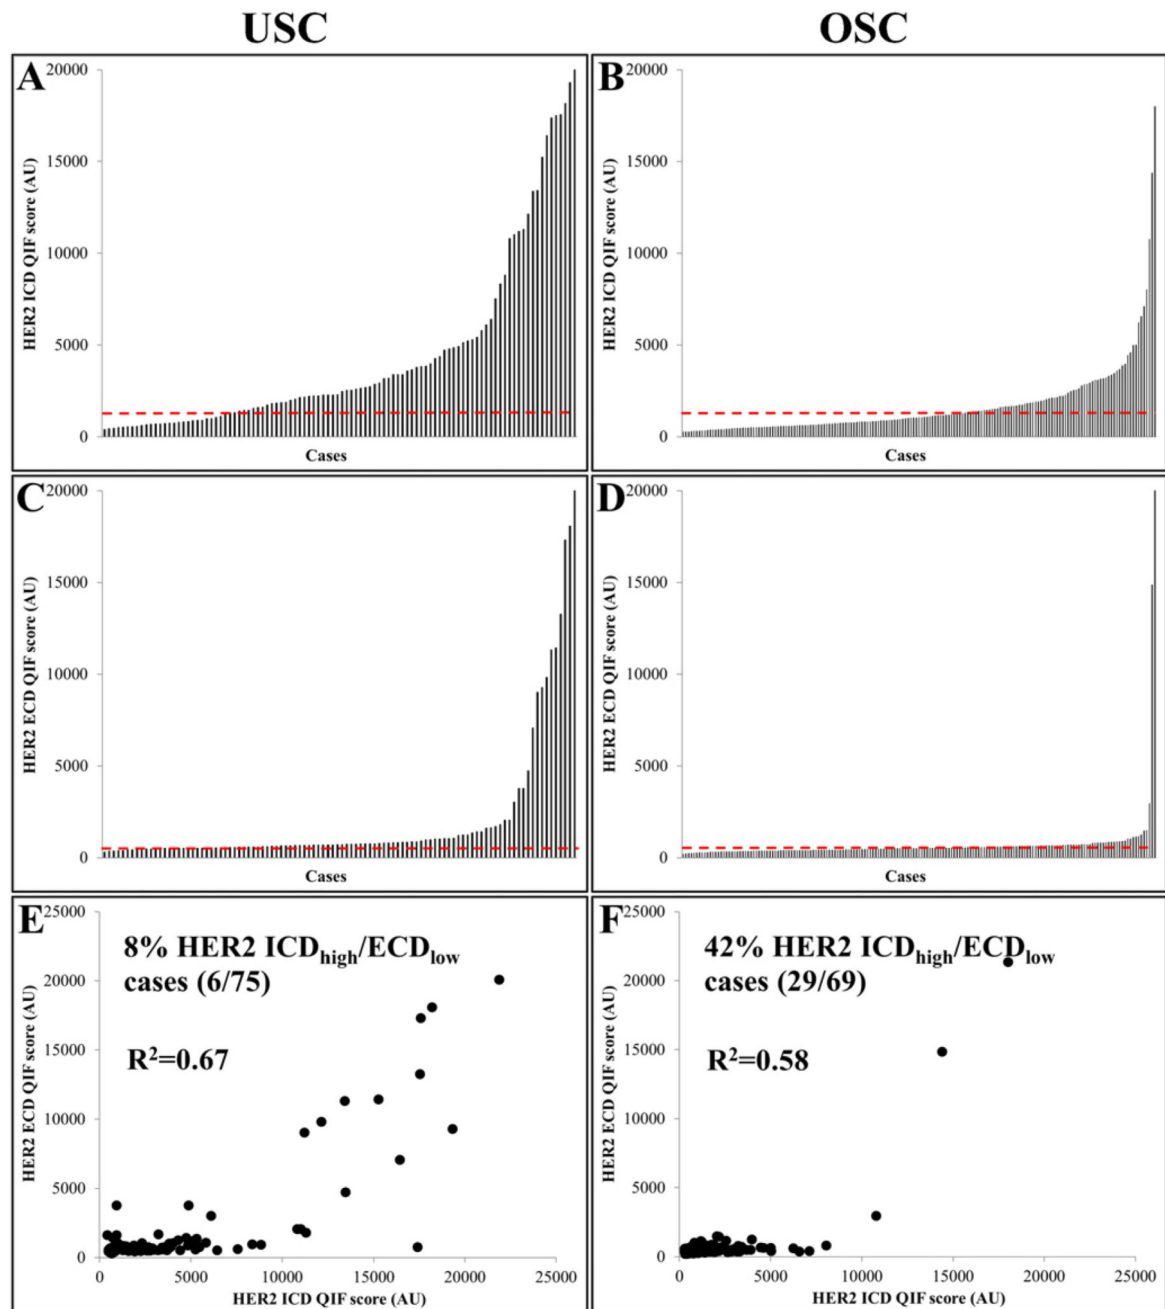 USC
OSC
A
HER2 ICD QIF score (AU)
20000
15000
10000
5000
0
Cases
B
HER2 ICD QIF score (AU)
20000
15000
10000
5000
0
Cases
C
HER2 ECD QIF score (AU)
20000
15000
10000
5000
0
Cases
D
HER2 ECD QIF score (AU)
20000
15000
10000
5000
0
Cases
E
HER2 ECD QIF score (AU)
25000
20000
15000
10000
5000
0
8% HER2 ICDhigh/ECDlow
cases (6/75)
R²=0.67
0 5000 10000 15000 20000 25000
HER2 ICD QIF score (AU)
F
HER2 ECD QIF score (AU)
25000
20000
15000
10000
5000
0
42% HER2 ICDhigh/ECDlow
cases (29/69)
R²=0.58
0 5000 10000 15000 20000 25000
HER2 ICD QIF score (AU)